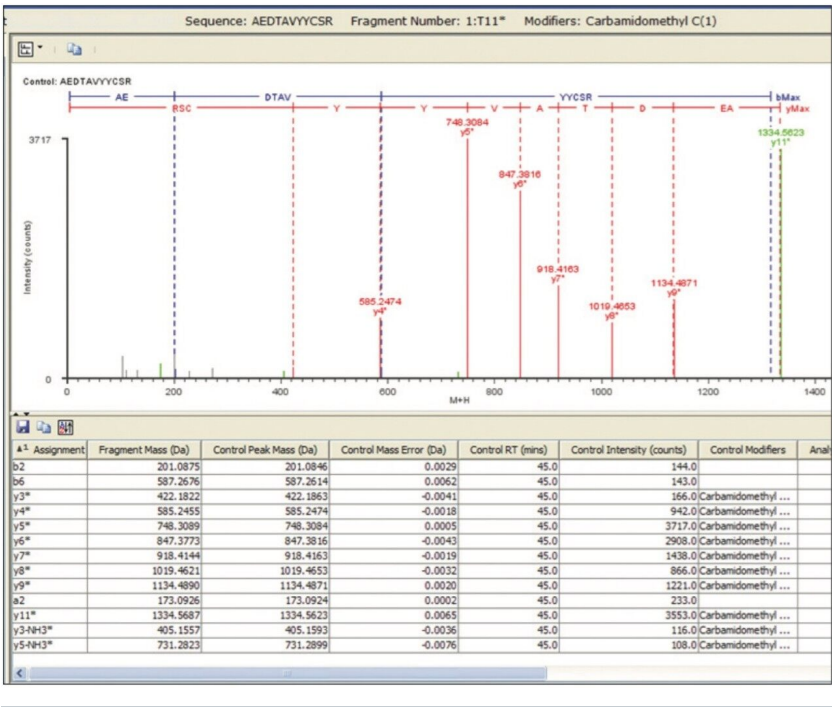 t Sequence: AEDTAVYYCSR Fragment Number: 1:T11* Modifiers: Carbamidomethyl C(1)
Control: AEDTAVYYCSR
AE DTAV YYCSR bMax
RSC Y Y V A T D EA yMax
748.3084
y5*
1334.5623
y11*
3717
847.3816
y6*
918.4163
y7*
1134.4871
y9*
585.2474
y4*
1019.4653
y8*
Intensity (counts)
0
0 200 400 600 800 1000 1200 1400
M+H
▲1 Assignment Fragment Mass (Da) Control Peak Mass (Da) Control Mass Error (Da) Control RT (mins) Control Intensity (counts) Control Modifiers Analy
b2 201.0875 201.0846 0.0029 45.0 144.0
b6 587.2676 587.2614 0.0062 45.0 143.0
y3* 422.1822 422.1863 -0.0041 45.0 166.0 Carbamidomethyl ...
y4* 585.2455 585.2474 -0.0018 45.0 942.0 Carbamidomethyl ...
y5* 748.3089 748.3084 0.0005 45.0 3717.0 Carbamidomethyl ...
y6* 847.3773 847.3816 -0.0043 45.0 2908.0 Carbamidomethyl ...
y7* 918.4144 918.4163 -0.0019 45.0 1438.0 Carbamidomethyl ...
y8* 1019.4621 1019.4653 -0.0032 45.0 866.0 Carbamidomethyl ...
y9* 1134.4890 1134.4871 0.0020 45.0 1221.0 Carbamidomethyl ...
a2 173.0926 173.0924 0.0002 45.0 233.0
y11* 1334.5687 1334.5623 0.0065 45.0 3553.0 Carbamidomethyl ...
y3-NH3* 405.1557 405.1593 -0.0036 45.0 116.0 Carbamidomethyl ...
y5-NH3* 731.2823 731.2899 -0.0076 45.0 108.0 Carbamidomethyl ...